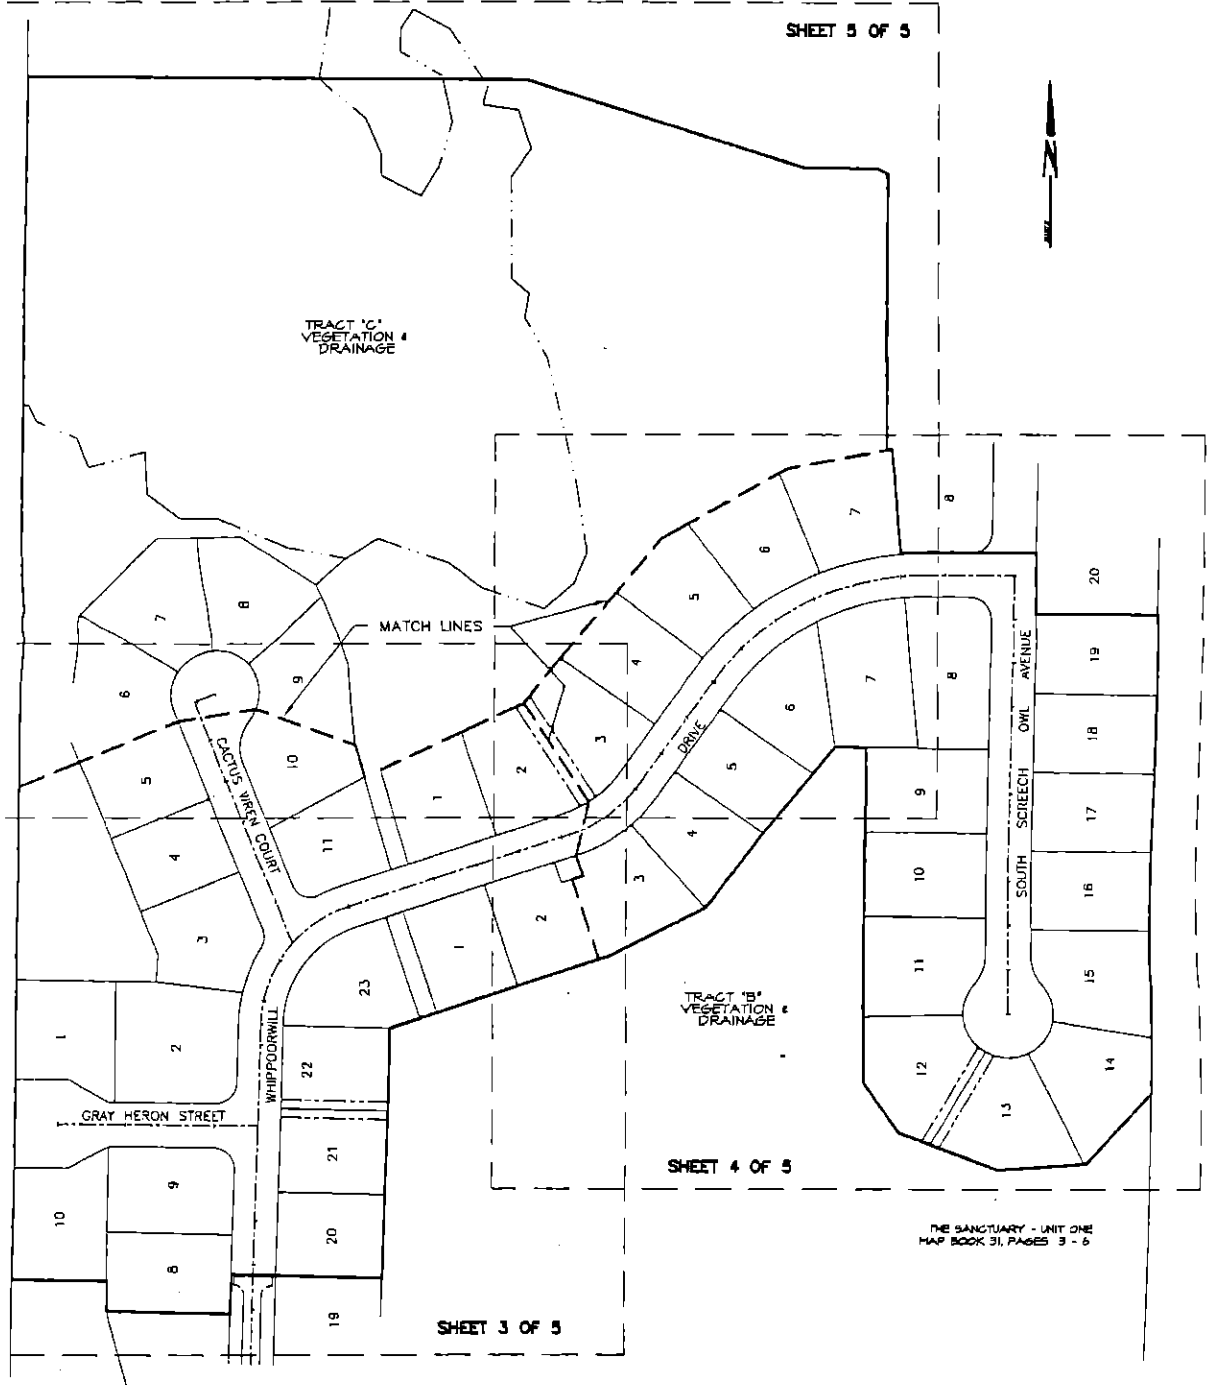 SHEET 5 OF 5
N
TRACT "C"
VEGETATION &
DRAINAGE
8
7
6
5
4
3
2
1
20
19
18
17
16
15
14
13
12
11
10
9
8
7
6
5
4
3
2
1
MATCH LINES
7
8
6
9
10
5
4
3
11
CACTUS WREN COURT
DRIVE
SOUTH SCREECH OWL AVENUE
TRACT "B"
VEGETATION &
DRAINAGE
23
22
21
20
19
1
2
WHIPPOORWILL
GRAY HERON STREET
9
10
8
SHEET 4 OF 5
THE SANCTUARY - UNIT ONE
MAP BOOK 31, PAGES 3 - 6
SHEET 3 OF 5